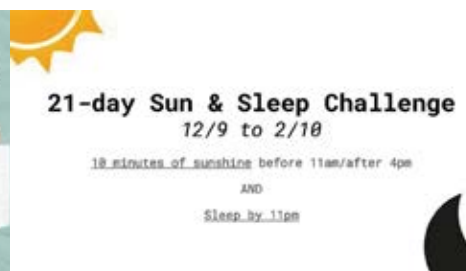 21-day Sun & Sleep Challenge
12/9 to 2/10
10 minutes of sunshine before 11am/after 4pm
AND
Sleep by 11pm